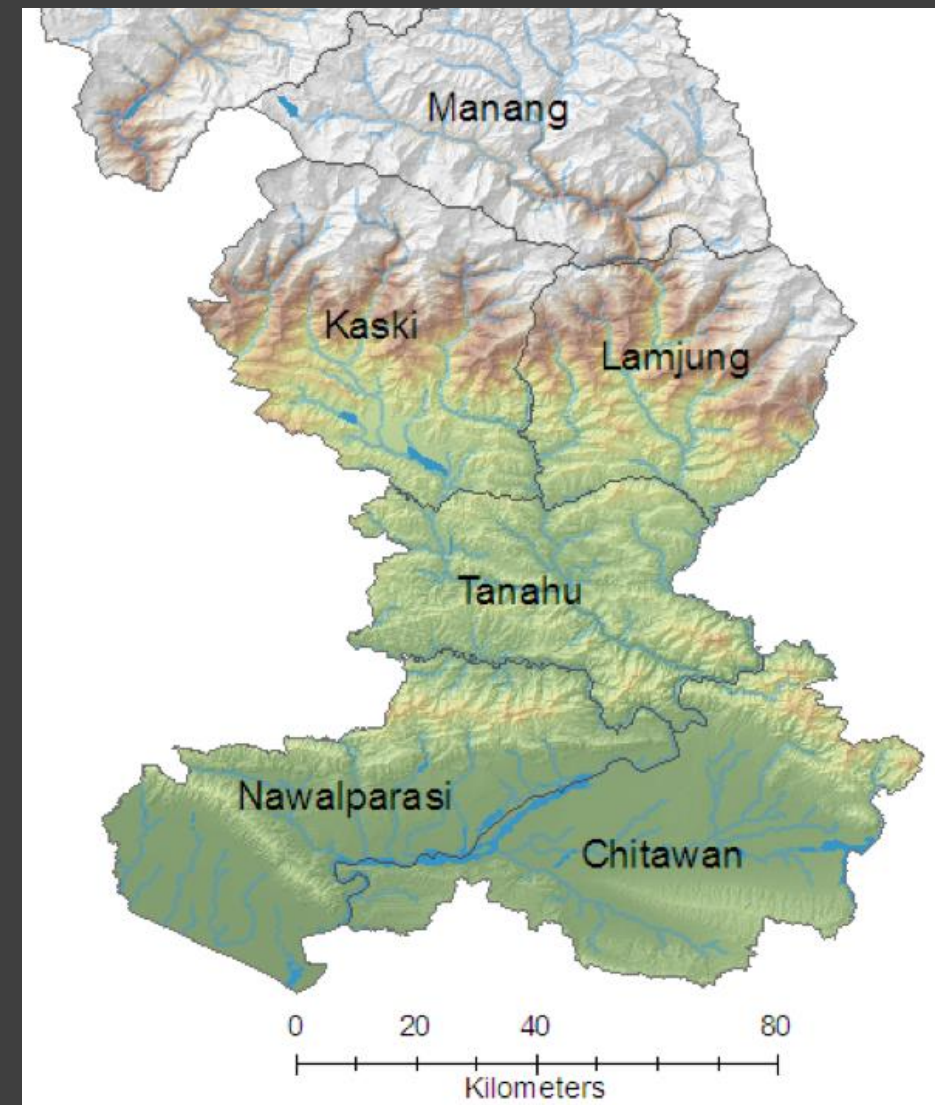 Manang
Kaski
Lamjung
Tanahu
Nawalparasi
Chitawan
0 20 40 80
Kilometers